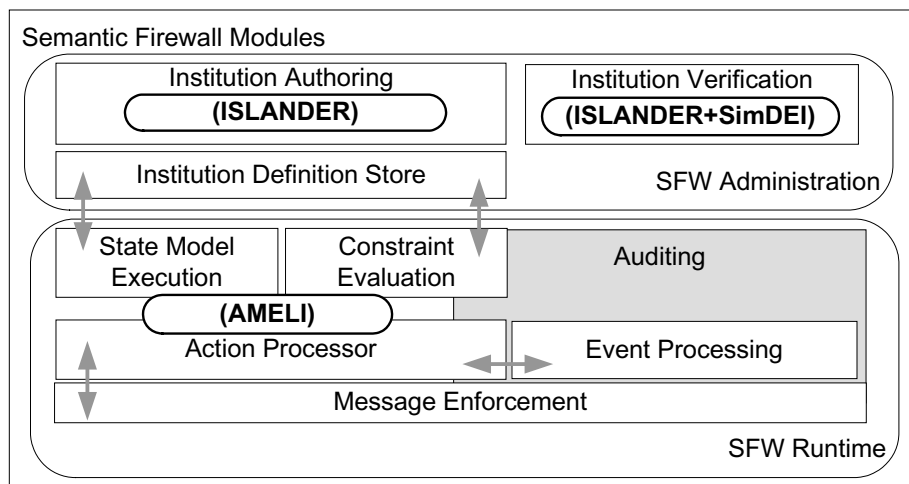 Semantic Firewall Modules
Institution Authoring
(ISLANDER)
Institution Verification
(ISLANDER+SimDEI)
Institution Definition Store
SFW Administration
State Model
Execution
Constraint
Evaluation
Auditing
(AMELI)
Action Processor
Event Processing
Message Enforcement
SFW Runtime